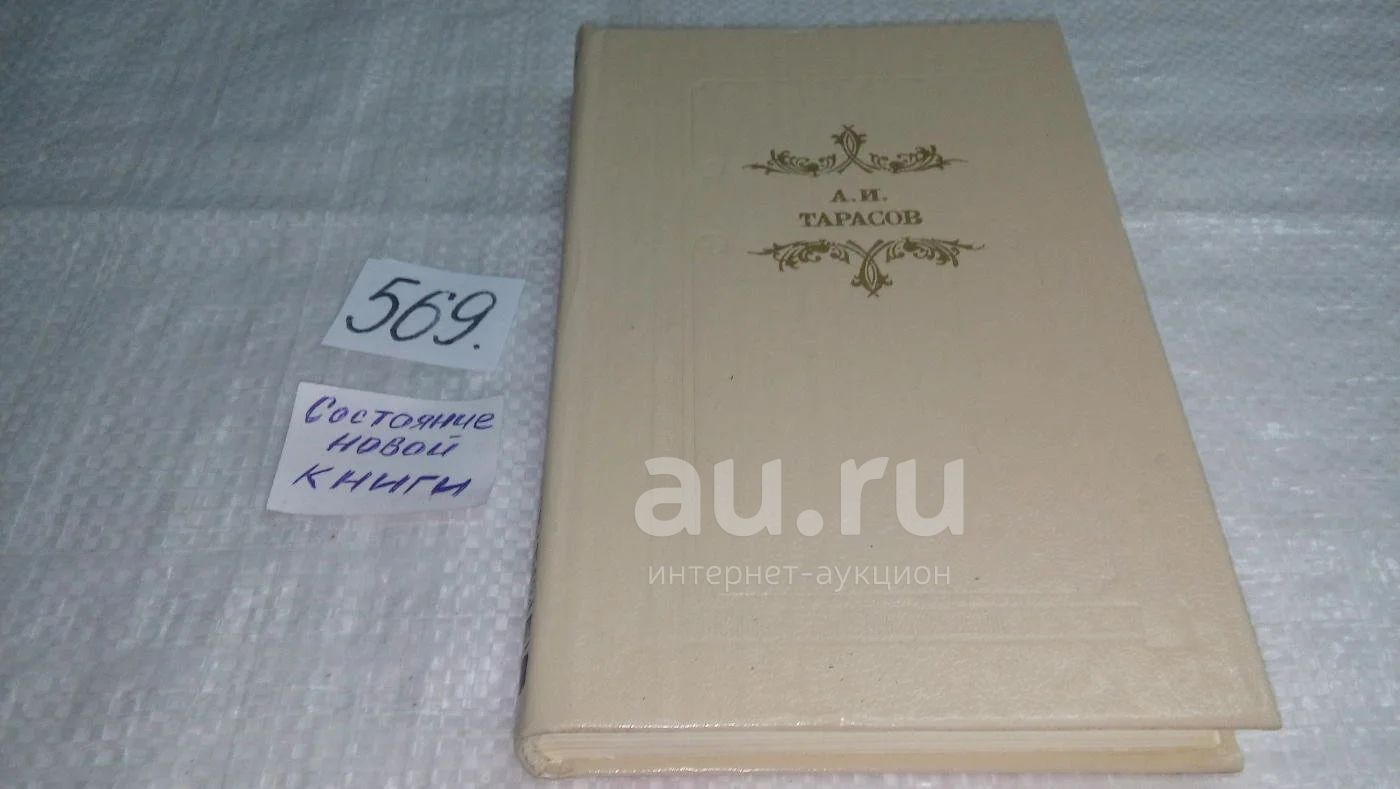 А. И.
ТАРАСОВ
569.
Состояние
новой
книги
au.ru
интернет-аукцион